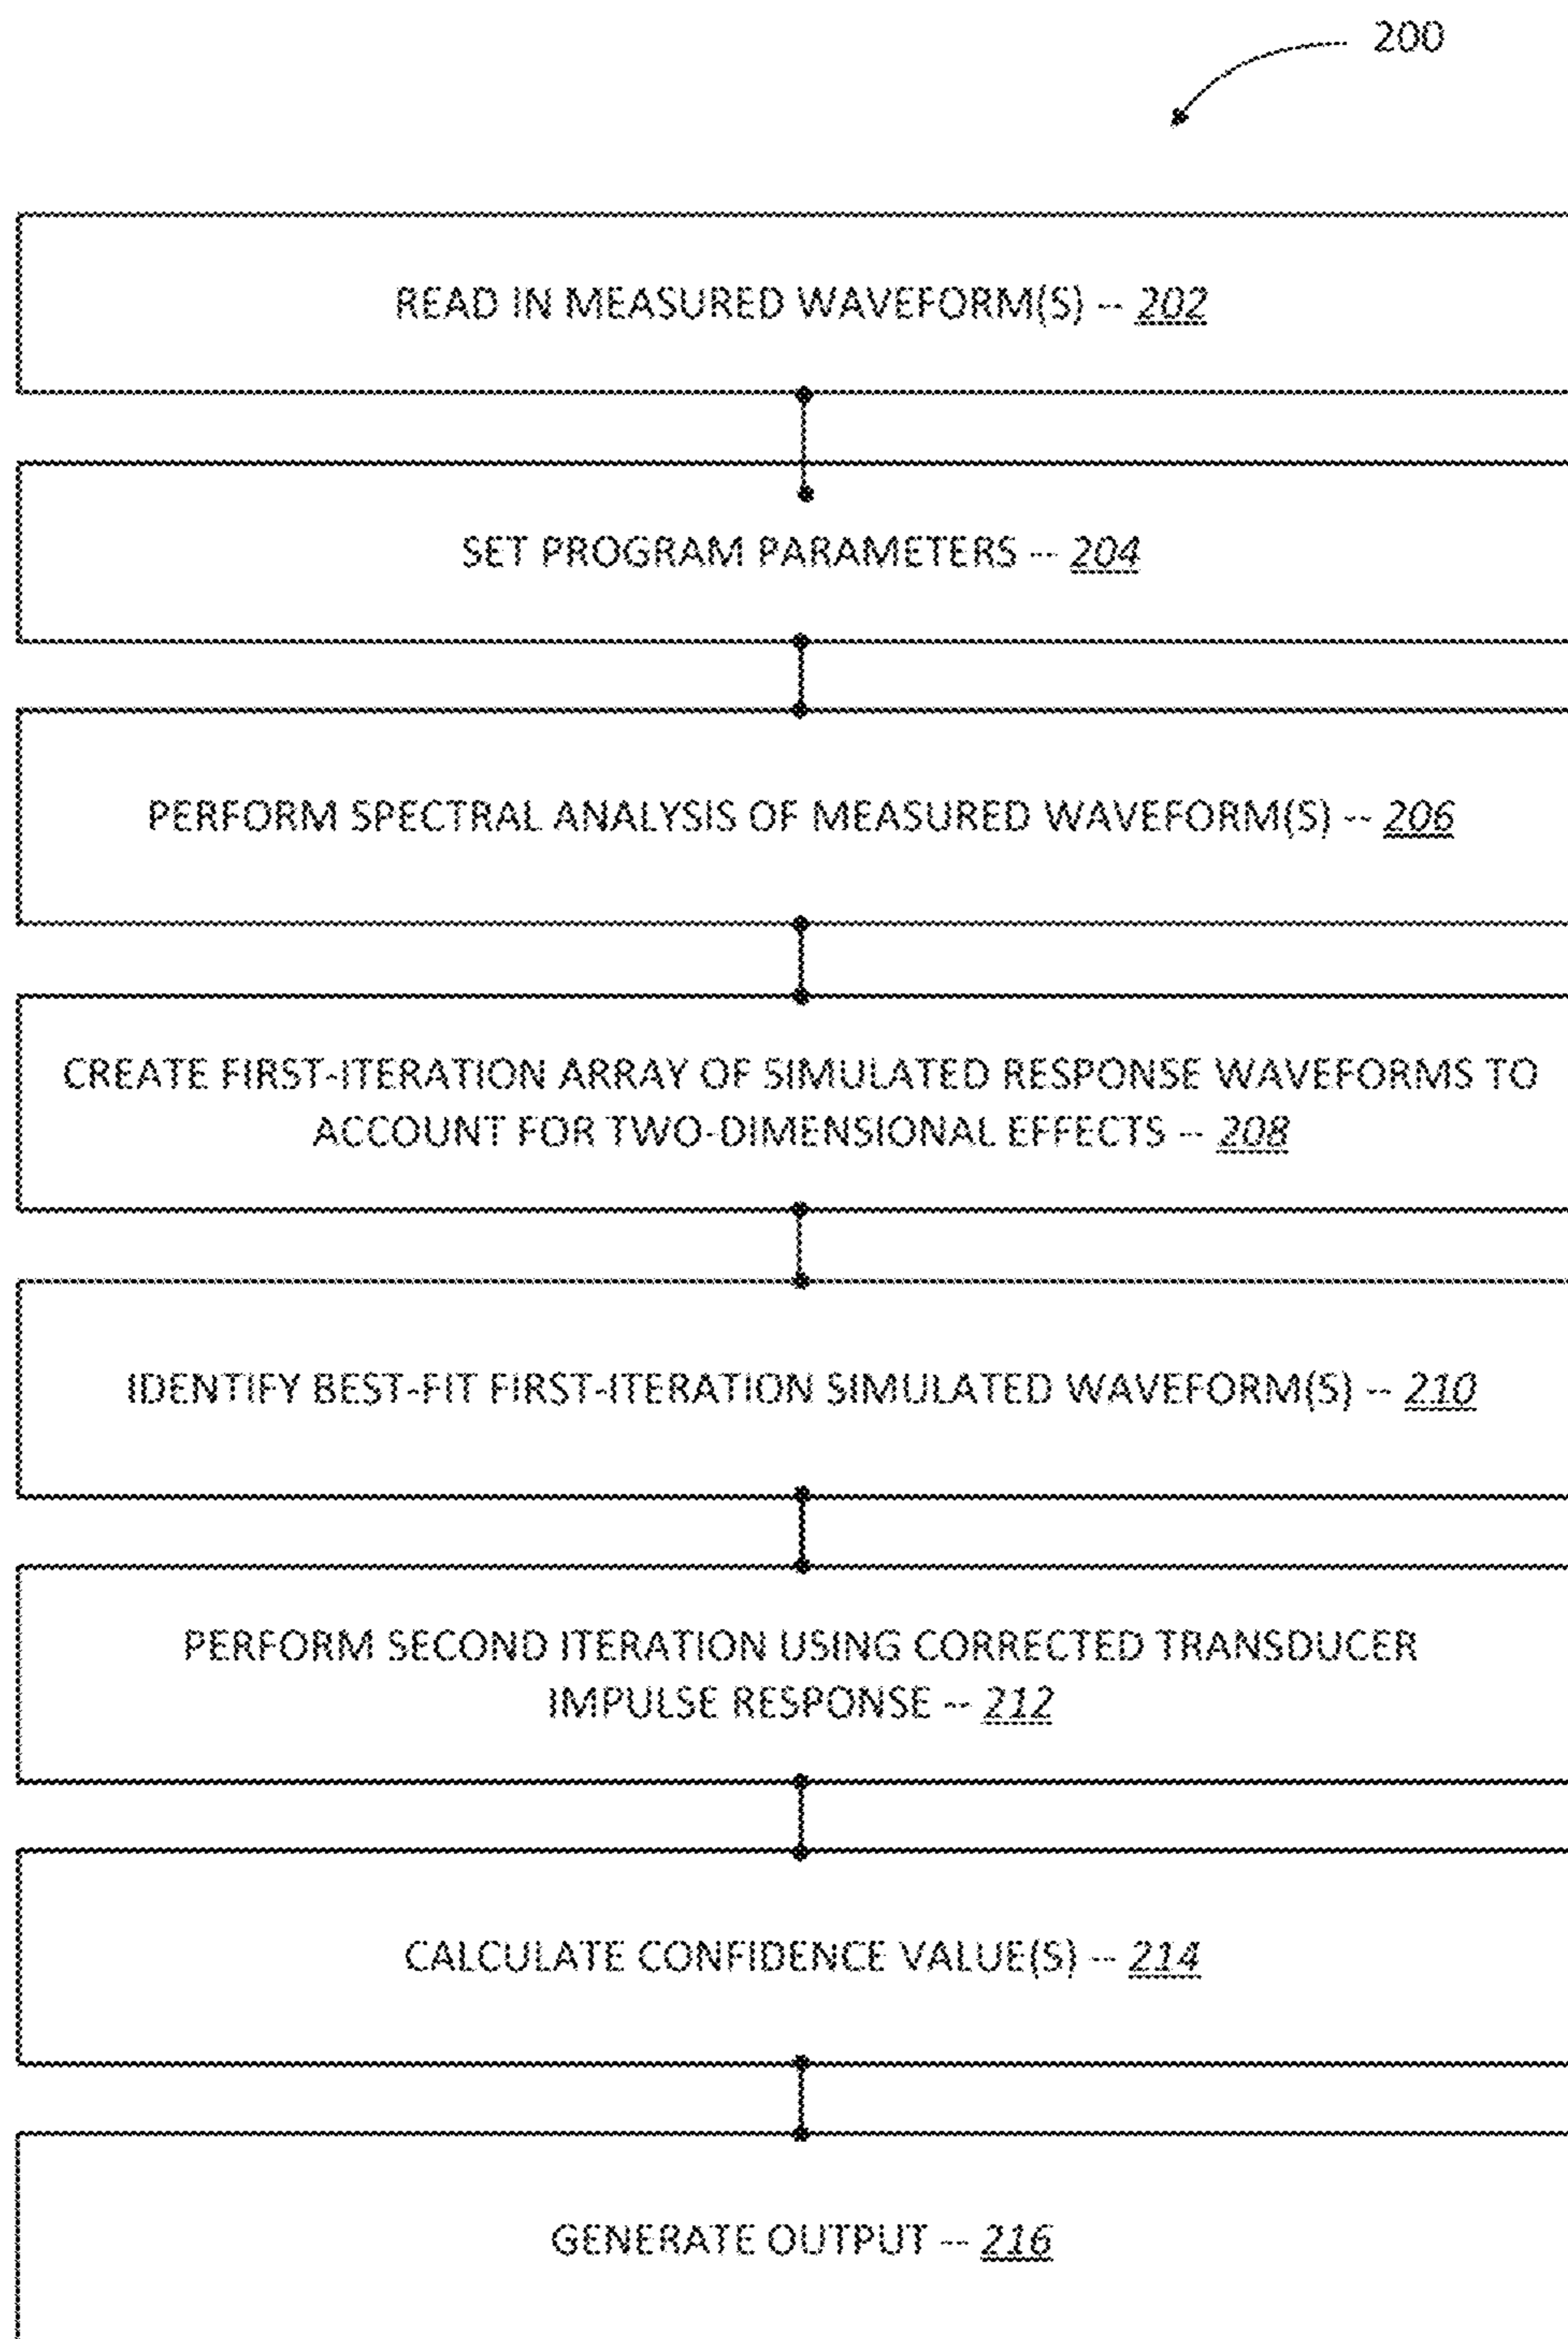 200
READ IN MEASURED WAVEFORM(S) -- 202
SET PROGRAM PARAMETERS -- 204
PERFORM SPECTRAL ANALYSIS OF MEASURED WAVEFORM(S) -- 206
CREATE FIRST-ITERATION ARRAY OF SIMULATED RESPONSE WAVEFORMS TO
ACCOUNT FOR TWO-DIMENSIONAL EFFECTS -- 208
IDENTIFY BEST-FIT FIRST-ITERATION SIMULATED WAVEFORM(S) -- 210
PERFORM SECOND ITERATION USING CORRECTED TRANSDUCER
IMPULSE RESPONSE -- 212
CALCULATE CONFIDENCE VALUE(S) -- 214
GENERATE OUTPUT -- 216